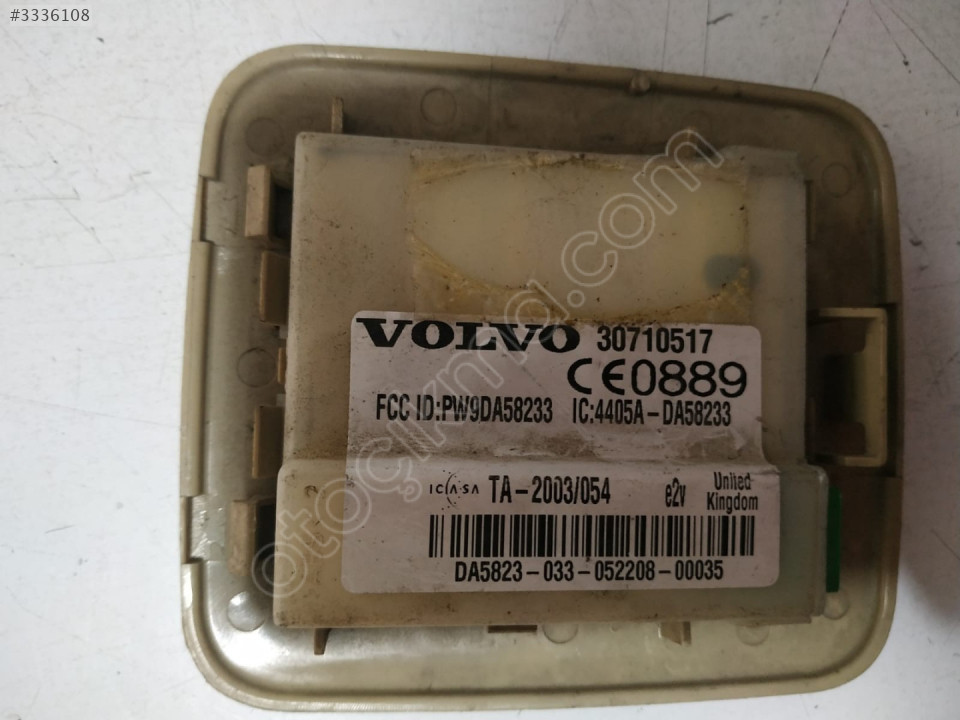 #3336108
VOLVO 30710517
CE0889
FCC ID:PW9DA58233 IC:4405A-DA58233
ICASA TA-2003/054 e2v United Kingdom
DA5823-033-052208-00035
otoçıkma.com